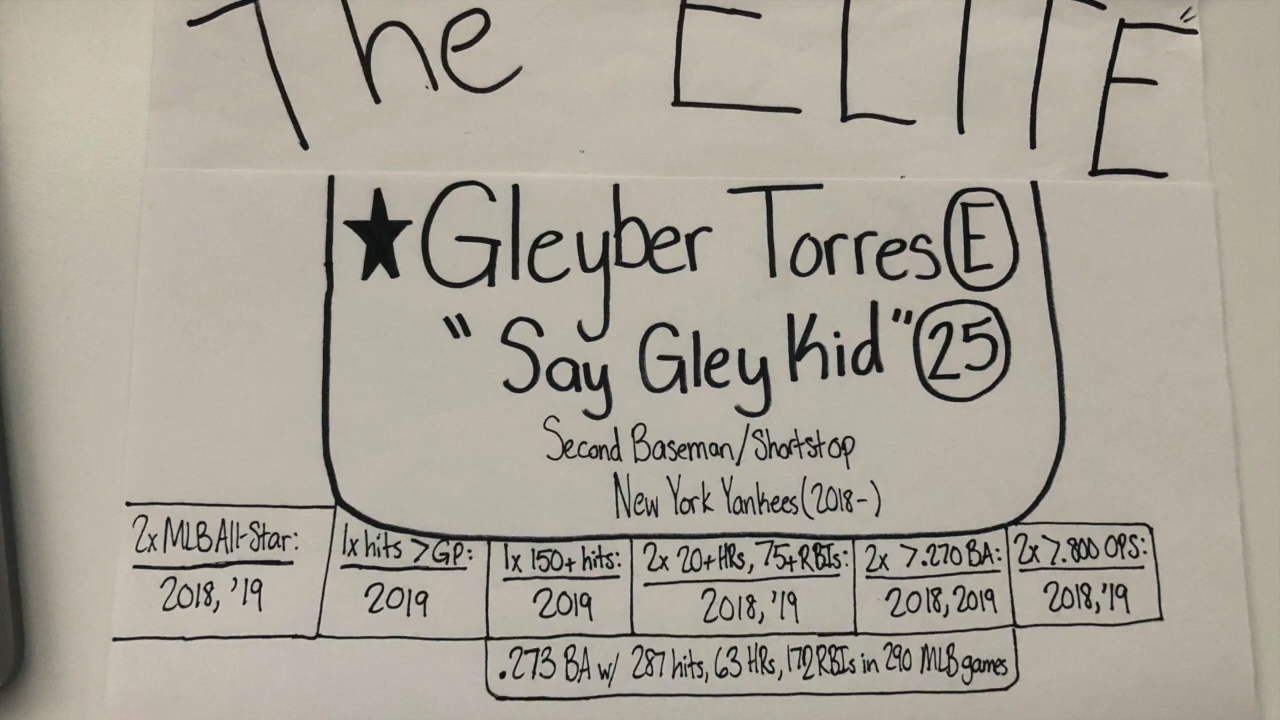 The ELITE
★Gleyber Torres E
"Say Gley Kid" 25
Second Baseman/Shortstop
New York Yankees (2018-)
2x MLB All-Star:
2018, '19
1x hits >GP:
2019
1x 150+ hits:
2019
2x 20+HRs, 75+RBIs:
2018, '19
2x >.270 BA:
2018, 2019
2x >.800 OPS:
2018, '19
.273 BA w/ 287 hits, 63 HRs, 172 RBIs in 290 MLB games